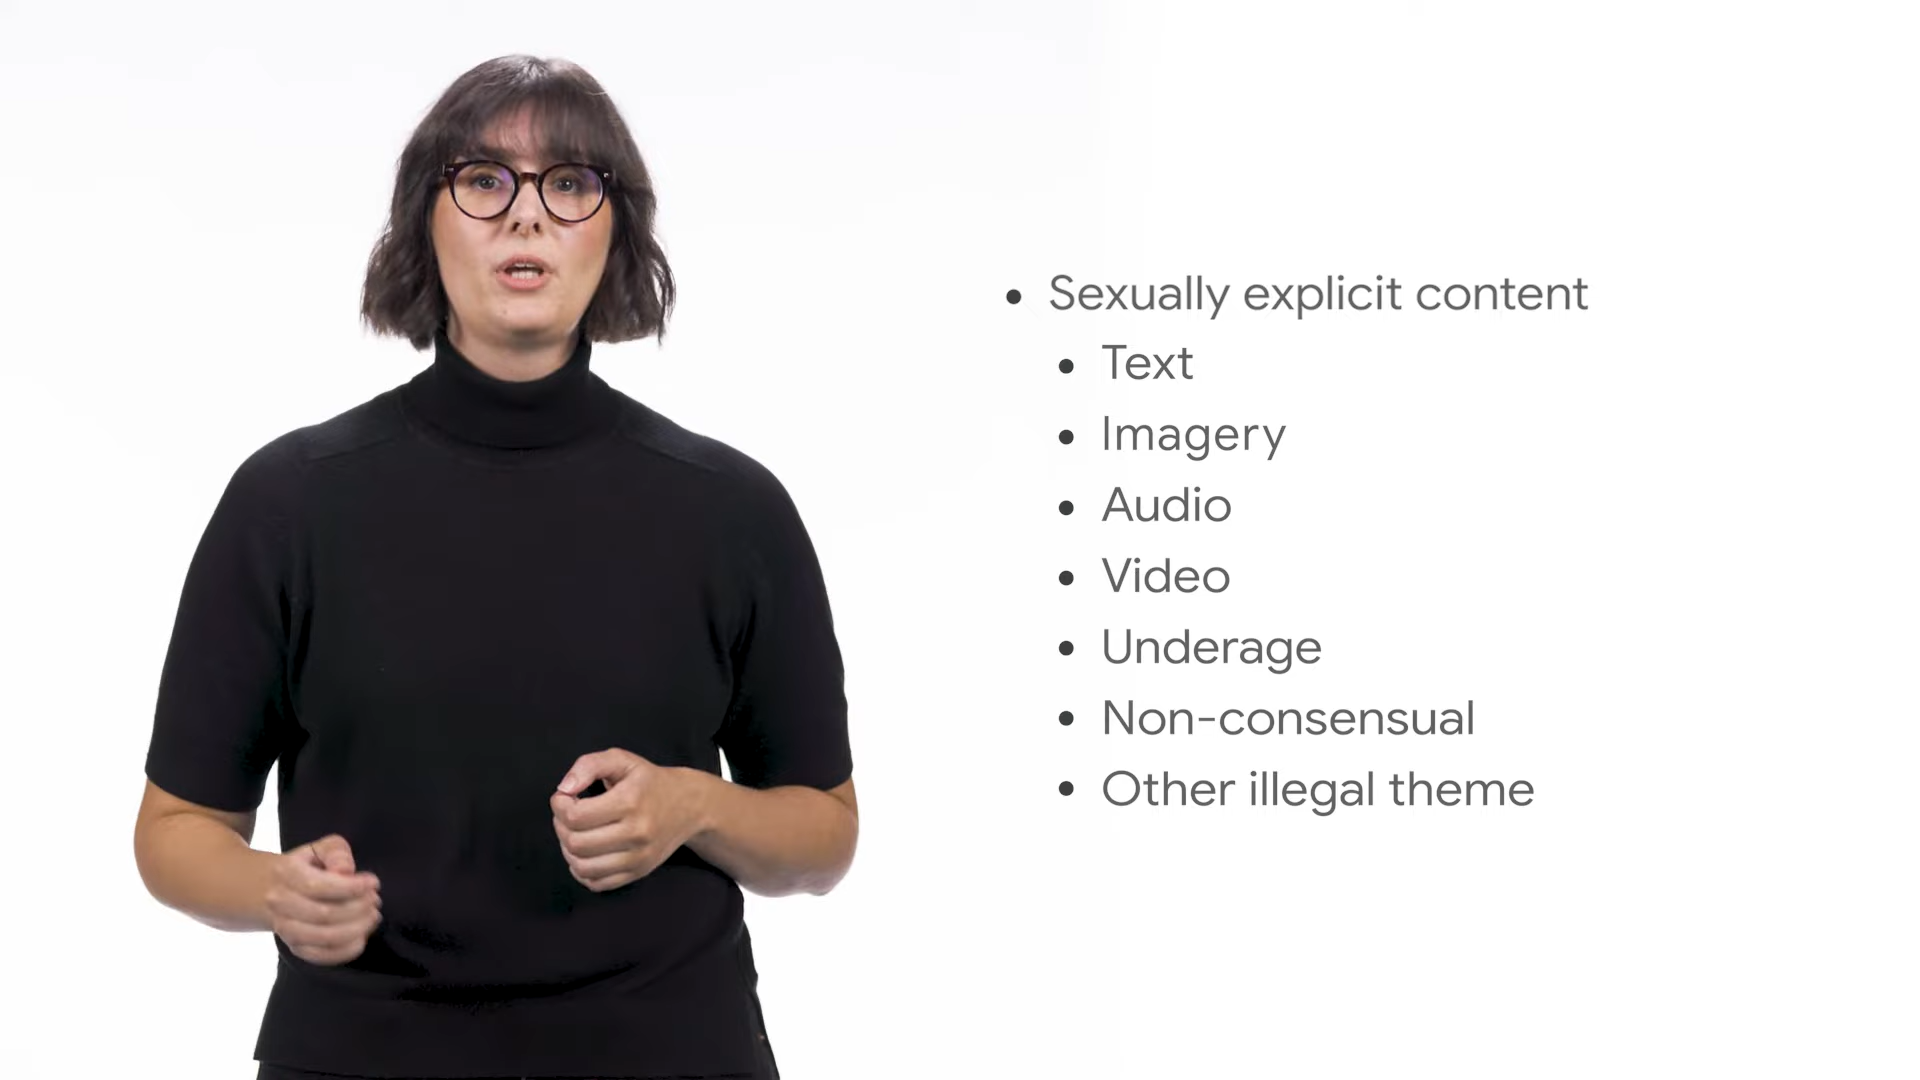 • Sexually explicit content
• Text
• Imagery
• Audio
• Video
• Underage
• Non-consensual
• Other illegal theme